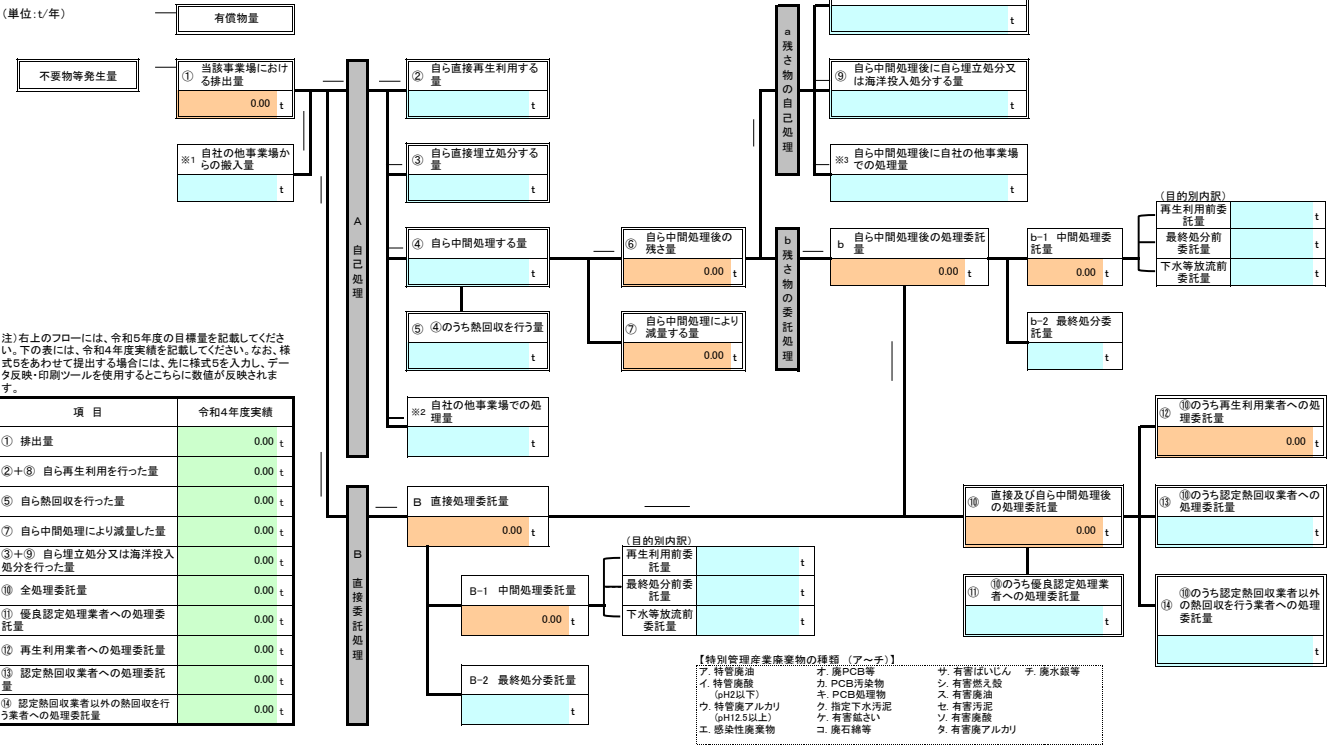 (単位:t/年)
有償物量
t
不要物等発生量
① 当該事業場におけ
る排出量
0.00 t
② 自ら直接再生利用する
量
t
⑨ 自ら中間処理後に自ら埋立処分又
は海洋投入処分する量
t
a
残
さ
物
の
自
己
処
理
※1 自社の他事業場か
らの搬入量
t
③ 自ら直接埋立処分する
量
t
※3 自ら中間処理後に自社の他事業場
での処理量
t
A
自
己
処
理
④ 自ら中間処理する量
t
⑥ 自ら中間処理後の
残さ量
0.00 t
b
残
さ
物
の
委
託
処
理
b 自ら中間処理後の処理委託
量
0.00 t
b-1 中間処理委
託量
0.00 t
(目的別内訳)
再生利用前委
託量
t
最終処分前
委託量
t
下水等放流前
委託量
t
⑤ ④のうち熱回収を行う量
t
⑦ 自ら中間処理により
減量する量
0.00 t
b-2 最終処分委
託量
t
注)右上のフローには、令和5年度の目標量を記載してくださ
い。下の表には、令和4年度実績を記載してください。なお、様
式5をあわせて提出する場合には、先に様式5を入力し、デー
タ反映・印刷ツールを使用するとこちらに数値が反映されま
す。
※2 自社の他事業場での処
理量
t
項 目 令和4年度実績
① 排出量 0.00 t
②+⑧ 自ら再生利用を行った量 0.00 t
⑤ 自ら熱回収を行った量 0.00 t
⑦ 自ら中間処理により減量した量 0.00 t
③+⑨ 自ら埋立処分又は海洋投入
処分を行った量 0.00 t
⑩ 全処理委託量 0.00 t
⑪ 優良認定処理業者への処理委
託量 0.00 t
⑫ 再生利用業者への処理委託量 0.00 t
⑬ 認定熱回収業者への処理委託
量 0.00 t
⑭ 認定熱回収業者以外の熱回収を行
う業者への処理委託量 0.00 t
B
直
接
委
託
処
理
B 直接処理委託量
0.00 t
B-1 中間処理委託量
0.00 t
(目的別内訳)
再生利用前委
託量
t
最終処分前委
託量
t
下水等放流前
委託量
t
B-2 最終処分委託量
t
⑩ 直接及び自ら中間処理後
の処理委託量
0.00 t
⑪ ⑩のうち優良認定処理業
者への処理委託量
t
⑫ ⑩のうち再生利用業者への処
理委託量
0.00 t
⑬ ⑩のうち認定熱回収業者への
処理委託量
t
⑭ ⑩のうち認定熱回収業者以外
の熱回収を行う業者への処理
委託量
t
【特別管理産業廃棄物の種類 (ア～チ)】
ア. 特管廃油 オ. 廃PCB等 サ. 有害ばいじん チ. 廃水銀等
イ. 特管廃酸 カ. PCB汚染物 シ. 有害燃え殻
(pH2以下) キ. PCB処理物 ス. 有害廃油
ウ. 特管廃アルカリ ク. 指定下水汚泥 セ. 有害汚泥
(pH12.5以上) ケ. 有害鉱さい ソ. 有害廃酸
エ. 感染性廃棄物 コ. 廃石綿等 タ. 有害廃アルカリ